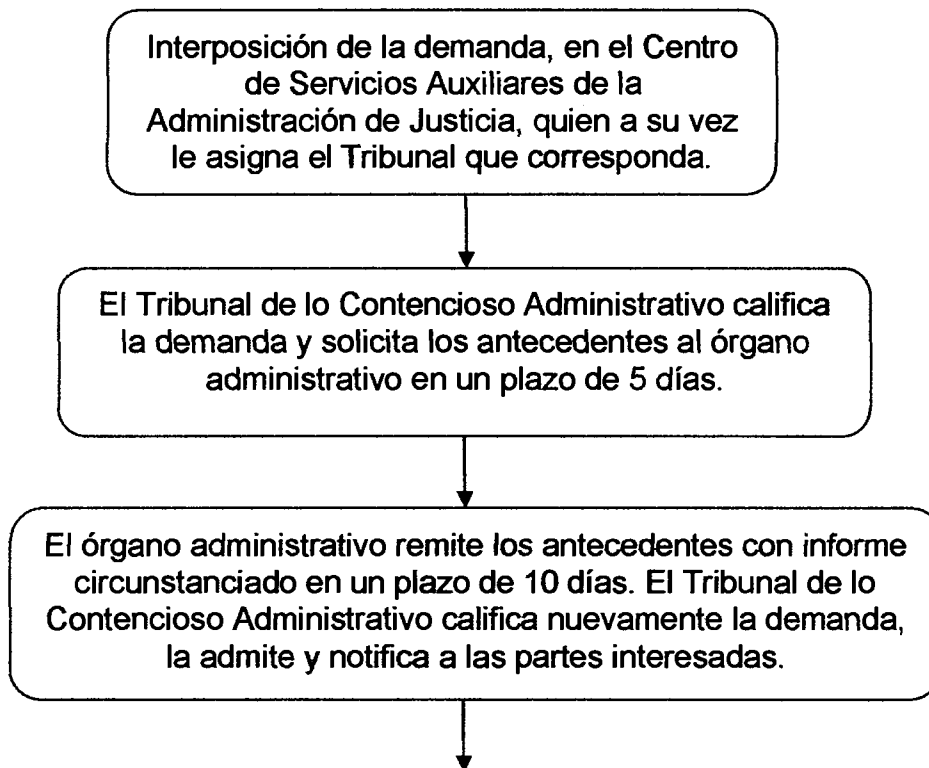 Interposición de la demanda, en el Centro
de Servicios Auxiliares de la
Administración de Justicia, quien a su vez
le asigna el Tribunal que corresponda.
El Tribunal de lo Contencioso Administrativo califica
la demanda y solicita los antecedentes al órgano
administrativo en un plazo de 5 días.
El órgano administrativo remite los antecedentes con informe
circunstanciado en un plazo de 10 días. El Tribunal de lo
Contencioso Administrativo califica nuevamente la demanda,
la admite y notifica a las partes interesadas.